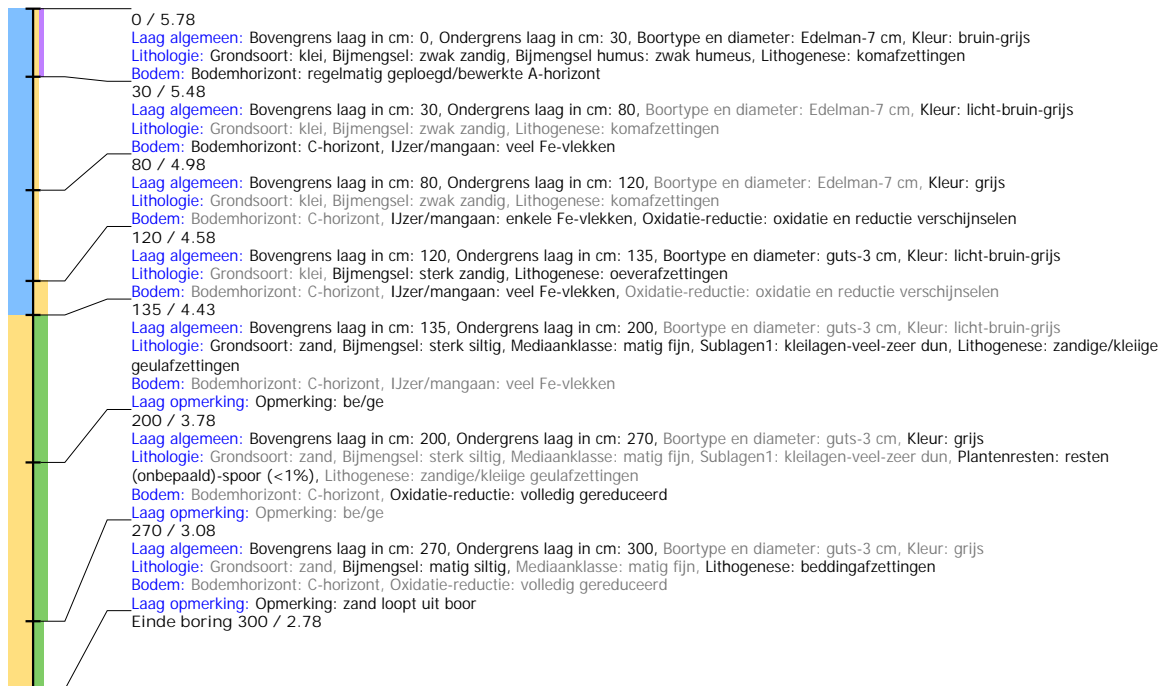 0 / 5.78
Laag algemeen: Bovengrens laag in cm: 0, Ondergrens laag in cm: 30, Boortype en diameter: Edelman-7 cm, Kleur: bruin-grijs
Lithologie: Grondsoort: klei, Bijmengsel: zwak zandig, Bijmengsel humus: zwak humeus, Lithogenese: komafzettingen
Bodem: Bodemhorizont: regelmatig geploegd/bewerkte A-horizont
30 / 5.48
Laag algemeen: Bovengrens laag in cm: 30, Ondergrens laag in cm: 80, Boortype en diameter: Edelman-7 cm, Kleur: licht-bruin-grijs
Lithologie: Grondsoort: klei, Bijmengsel: zwak zandig, Lithogenese: komafzettingen
Bodem: Bodemhorizont: C-horizont, IJzer/mangaan: veel Fe-vlekken
80 / 4.98
Laag algemeen: Bovengrens laag in cm: 80, Ondergrens laag in cm: 120, Boortype en diameter: Edelman-7 cm, Kleur: grijs
Lithologie: Grondsoort: klei, Bijmengsel: zwak zandig, Lithogenese: komafzettingen
Bodem: Bodemhorizont: C-horizont, IJzer/mangaan: enkele Fe-vlekken, Oxidatie-reductie: oxidatie en reductie verschijnselen
120 / 4.58
Laag algemeen: Bovengrens laag in cm: 120, Ondergrens laag in cm: 135, Boortype en diameter: guts-3 cm, Kleur: licht-bruin-grijs
Lithologie: Grondsoort: klei, Bijmengsel: sterk zandig, Lithogenese: oeverafzettingen
Bodem: Bodemhorizont: C-horizont, IJzer/mangaan: veel Fe-vlekken, Oxidatie-reductie: oxidatie en reductie verschijnselen
135 / 4.43
Laag algemeen: Bovengrens laag in cm: 135, Ondergrens laag in cm: 200, Boortype en diameter: guts-3 cm, Kleur: licht-bruin-grijs
Lithologie: Grondsoort: zand, Bijmengsel: sterk siltig, Mediaanklasse: matig fijn, Sublagen1: kleilagen-veel-zeer dun, Lithogenese: zandige/kleiige
geulafzettingen
Bodem: Bodemhorizont: C-horizont, IJzer/mangaan: veel Fe-vlekken
Laag opmerking: Opmerking: be/ge
200 / 3.78
Laag algemeen: Bovengrens laag in cm: 200, Ondergrens laag in cm: 270, Boortype en diameter: guts-3 cm, Kleur: grijs
Lithologie: Grondsoort: zand, Bijmengsel: sterk siltig, Mediaanklasse: matig fijn, Sublagen1: kleilagen-veel-zeer dun, Plantenresten: resten
(onbepaald)-spoor (<1%), Lithogenese: zandige/kleiige geulafzettingen
Bodem: Bodemhorizont: C-horizont, Oxidatie-reductie: volledig gereduceerd
Laag opmerking: Opmerking: be/ge
270 / 3.08
Laag algemeen: Bovengrens laag in cm: 270, Ondergrens laag in cm: 300, Boortype en diameter: guts-3 cm, Kleur: grijs
Lithologie: Grondsoort: zand, Bijmengsel: matig siltig, Mediaanklasse: matig fijn, Lithogenese: beddingafzettingen
Bodem: Bodemhorizont: C-horizont, Oxidatie-reductie: volledig gereduceerd
Laag opmerking: Opmerking: zand loopt uit boor
Einde boring 300 / 2.78